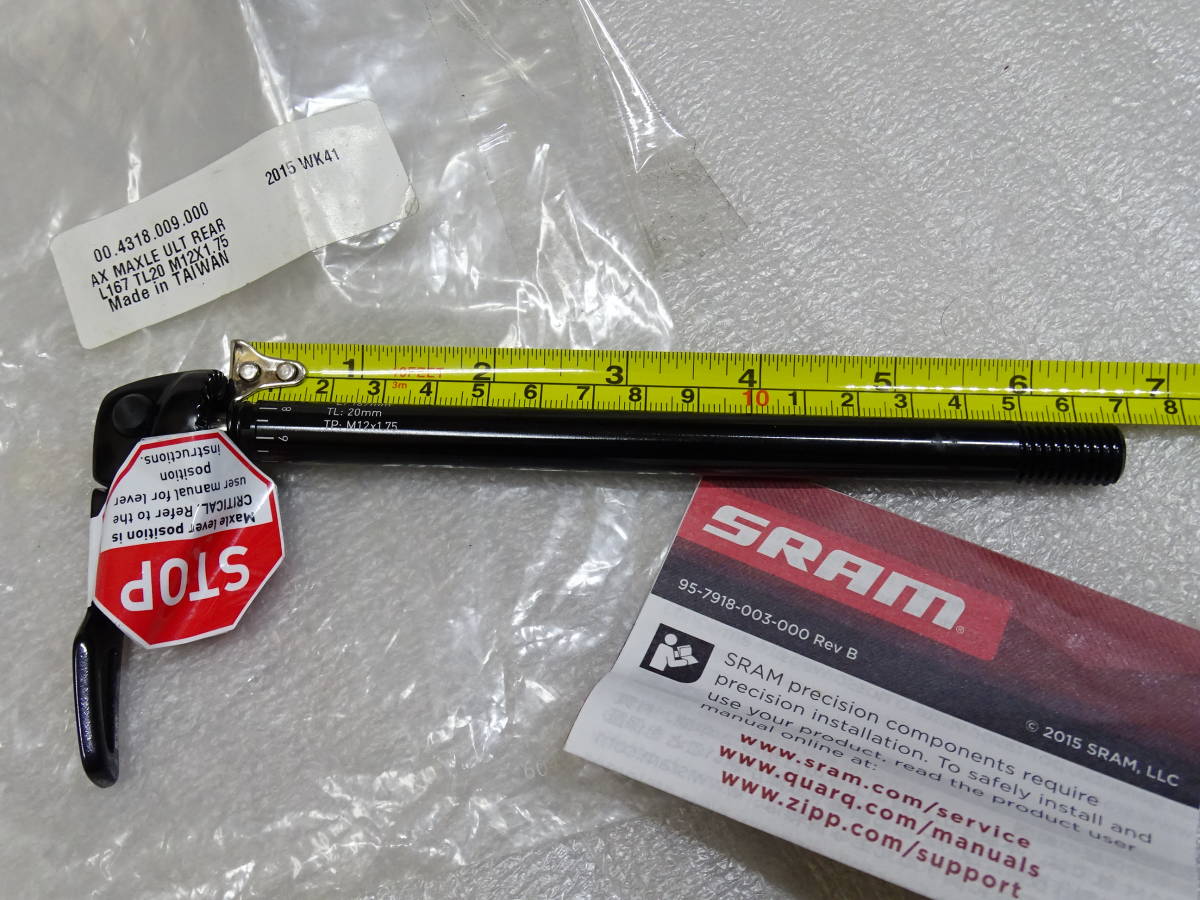 2015 WK41
00.4318.009.000
AX MAXLE ULT REAR
L167 TL20 M12X1.75
Made in TAIWAN
1 10FEET 2 3 4 5 6 7
2 3 3m 4 5 6 7 8 9 10 1 2 3 4 5 6 7 8
8
9
TL: 20mm
TP: M12x1.75
STOP
Maxle lever position is
CRITICAL. Refer to the
user manual for lever
position
instructions.
SRAM®
95-7918-003-000 Rev B
© 2015 SRAM, LLC
SRAM precision components require
precision installation. To safely install and
use your product, read the product user
manual online at:
www.sram.com/service
www.quarq.com/manuals
www.zipp.com/support